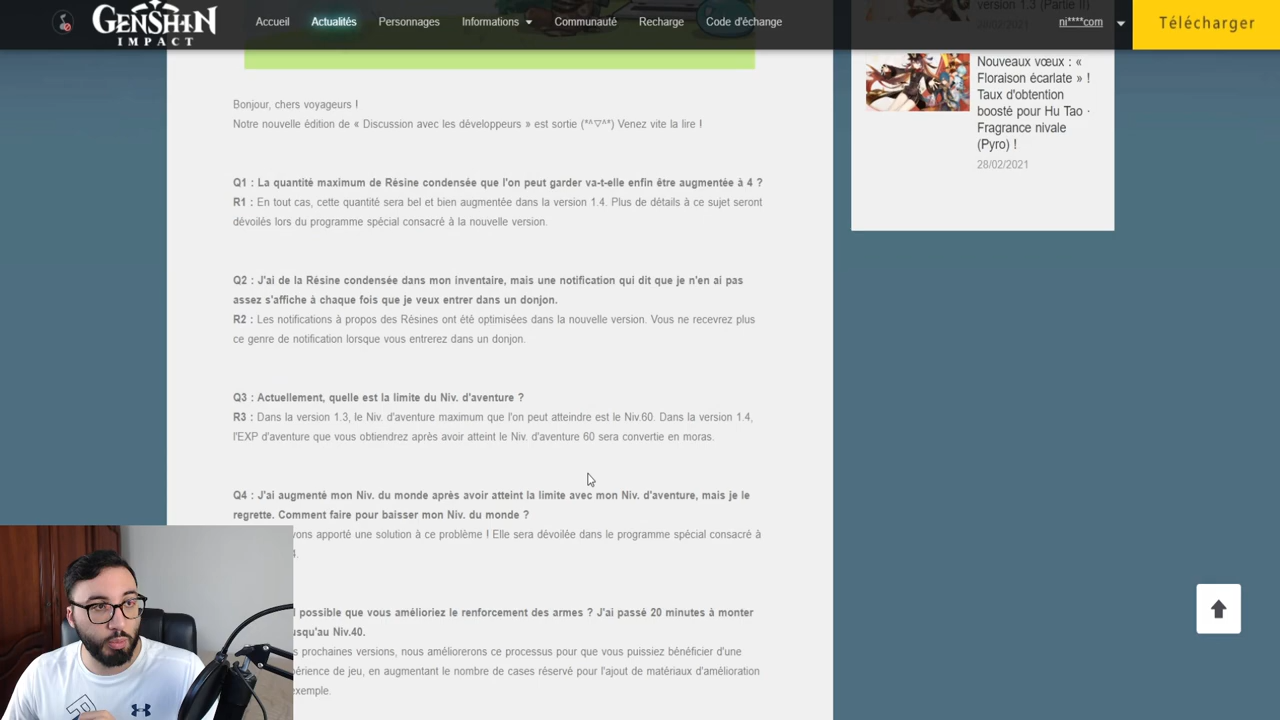 GENSHIN
IMPACT
Accueil
Actualités
Personnages
Informations
Communauté
Recharge
Code d'échange
ni****com
Télécharger
version 1.3 (Partie II)
28/02/2021
Nouveaux vœux : «
Floraison écarlate » !
Taux d'obtention
boosté pour Hu Tao ·
Fragrance nivale
(Pyro) !
28/02/2021
Bonjour, chers voyageurs !
Notre nouvelle édition de « Discussion avec les développeurs » est sortie (*^▽^*) Venez vite la lire !
Q1 : La quantité maximum de Résine condensée que l'on peut garder va-t-elle enfin être augmentée à 4 ?
R1 : En tout cas, cette quantité sera bel et bien augmentée dans la version 1.4. Plus de détails à ce sujet seront
dévoilés lors du programme spécial consacré à la nouvelle version.
Q2 : J'ai de la Résine condensée dans mon inventaire, mais une notification qui dit que je n'en ai pas
assez s'affiche à chaque fois que je veux entrer dans un donjon.
R2 : Les notifications à propos des Résines ont été optimisées dans la nouvelle version. Vous ne recevrez plus
ce genre de notification lorsque vous entrerez dans un donjon.
Q3 : Actuellement, quelle est la limite du Niv. d'aventure ?
R3 : Dans la version 1.3, le Niv. d'aventure maximum que l'on peut atteindre est le Niv.60. Dans la version 1.4,
l'EXP d'aventure que vous obtiendrez après avoir atteint le Niv. d'aventure 60 sera convertie en moras.
Q4 : J'ai augmenté mon Niv. du monde après avoir atteint la limite avec mon Niv. d'aventure, mais je le
regrette. Comment faire pour baisser mon Niv. du monde ?
vons apporté une solution à ce problème ! Elle sera dévoilée dans le programme spécial consacré à
4.
l possible que vous amélioriez le renforcement des armes ? J'ai passé 20 minutes à monter
usqu'au Niv.40.
s prochaines versions, nous améliorerons ce processus pour que vous puissiez bénéficier d'une
périence de jeu, en augmentant le nombre de cases réservé pour l'ajout de matériaux d'amélioration
exemple.